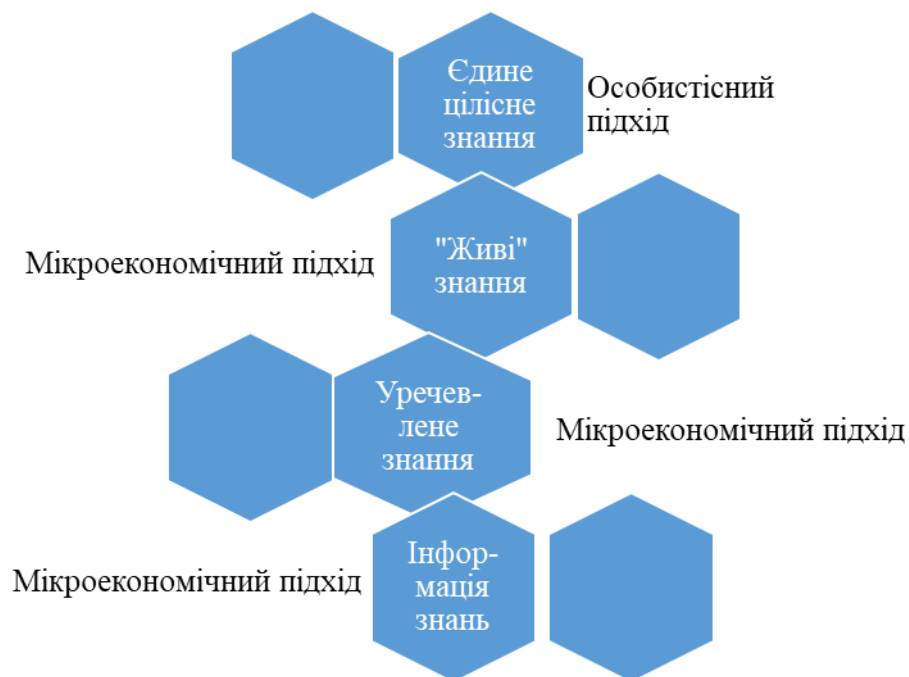 Єдине
цілісне
знання
Особистісний
підхід
Мікроекономічний підхід
"Живі"
знання
Уречев-
лене
знання
Мікроекономічний підхід
Мікроекономічний підхід
Інфор-
мація
знань